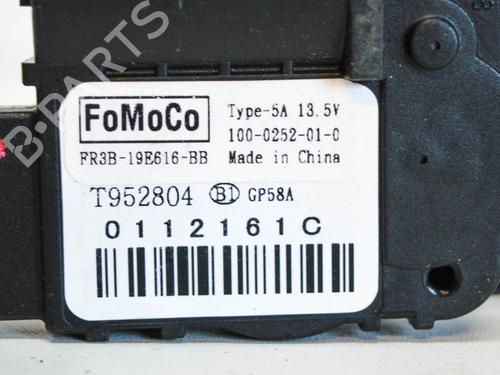 FoMoCo
Type-5A 13.5V
100-0252-01-0
FR3B-19E616-BB
Made in China
T952804 B1 GP58A
0112161C
B-PARTS